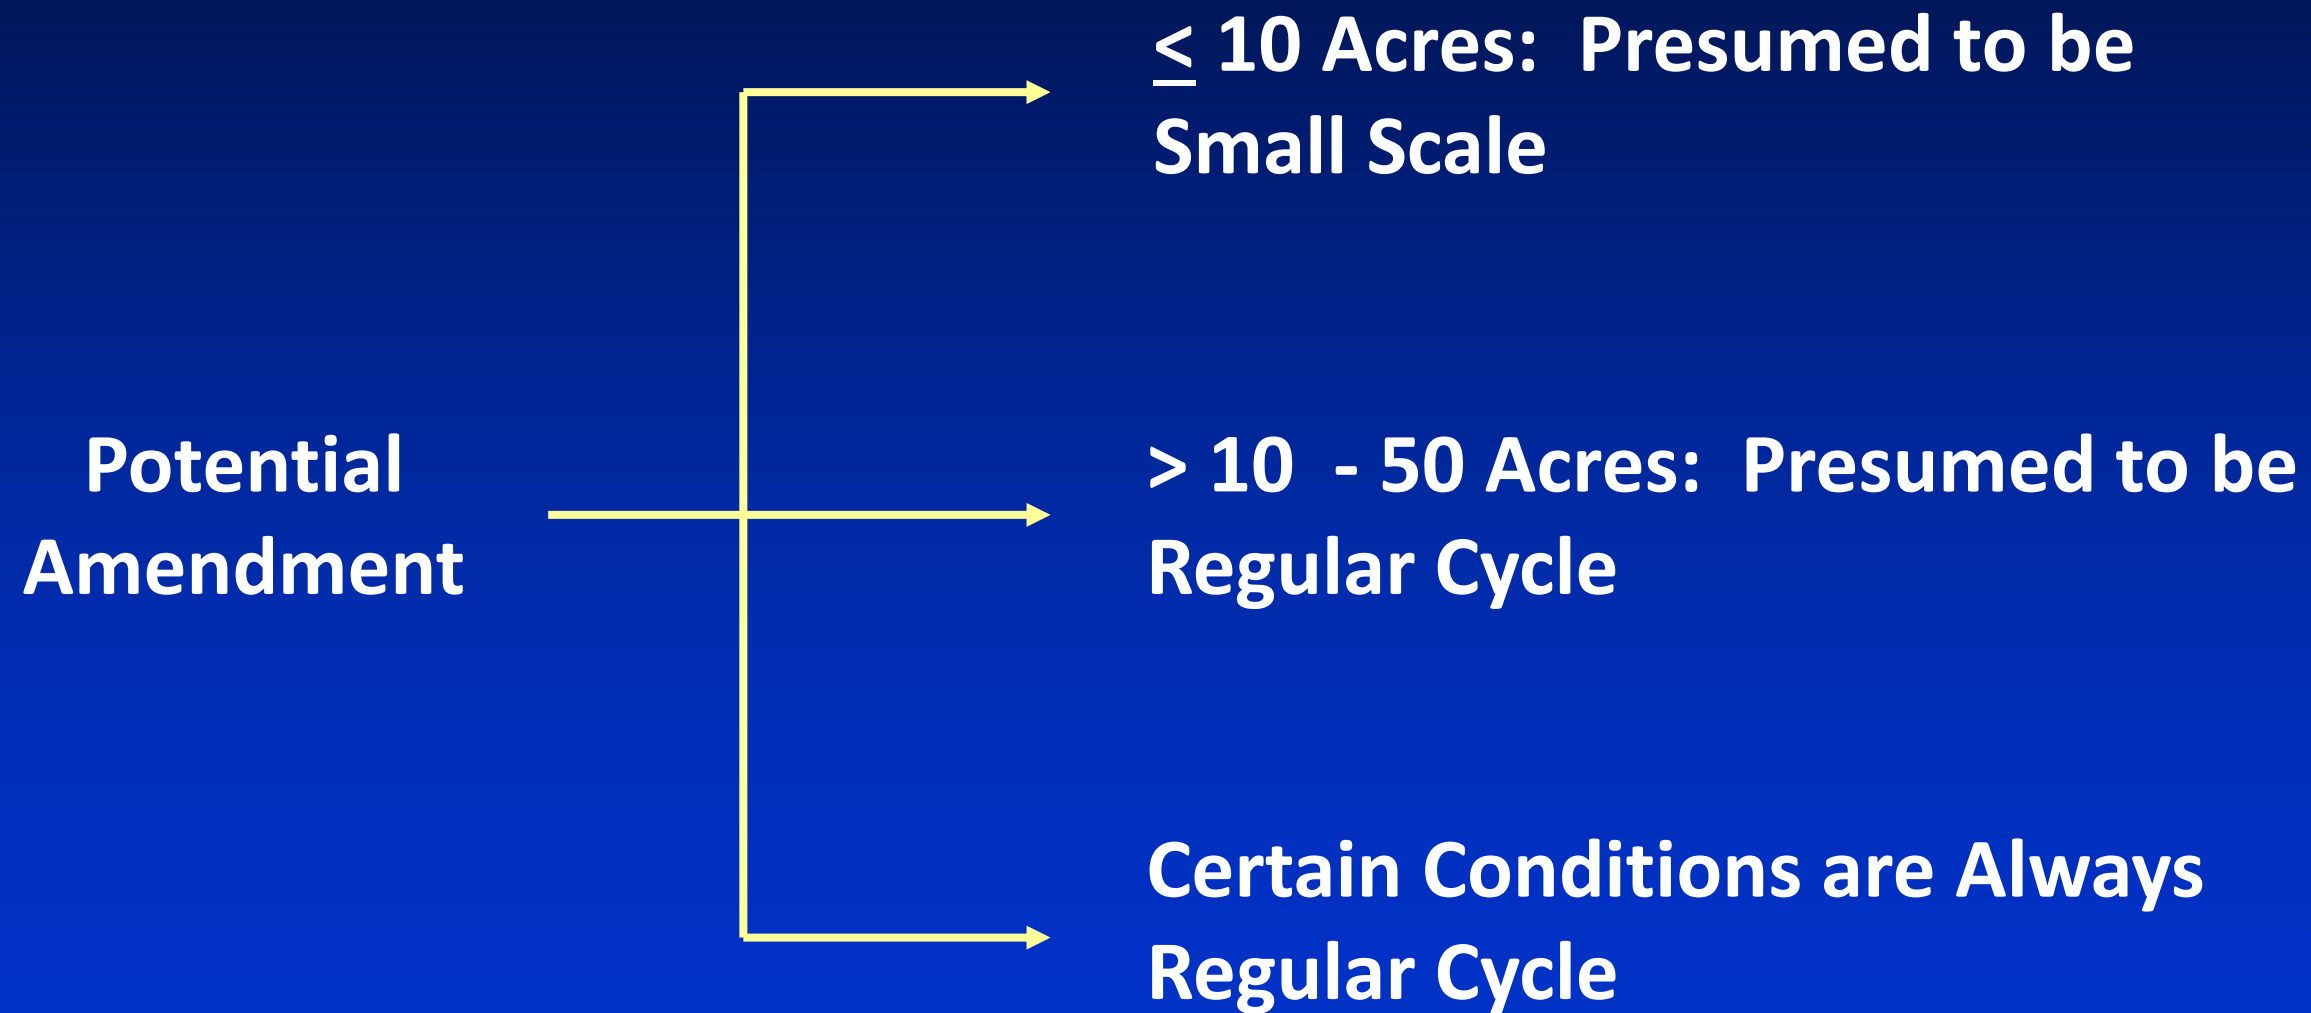 ≤ 10 Acres:  Presumed to be
Small Scale
Potential
Amendment
> 10  - 50 Acres:  Presumed to be
Regular Cycle
Certain Conditions are Always
Regular Cycle